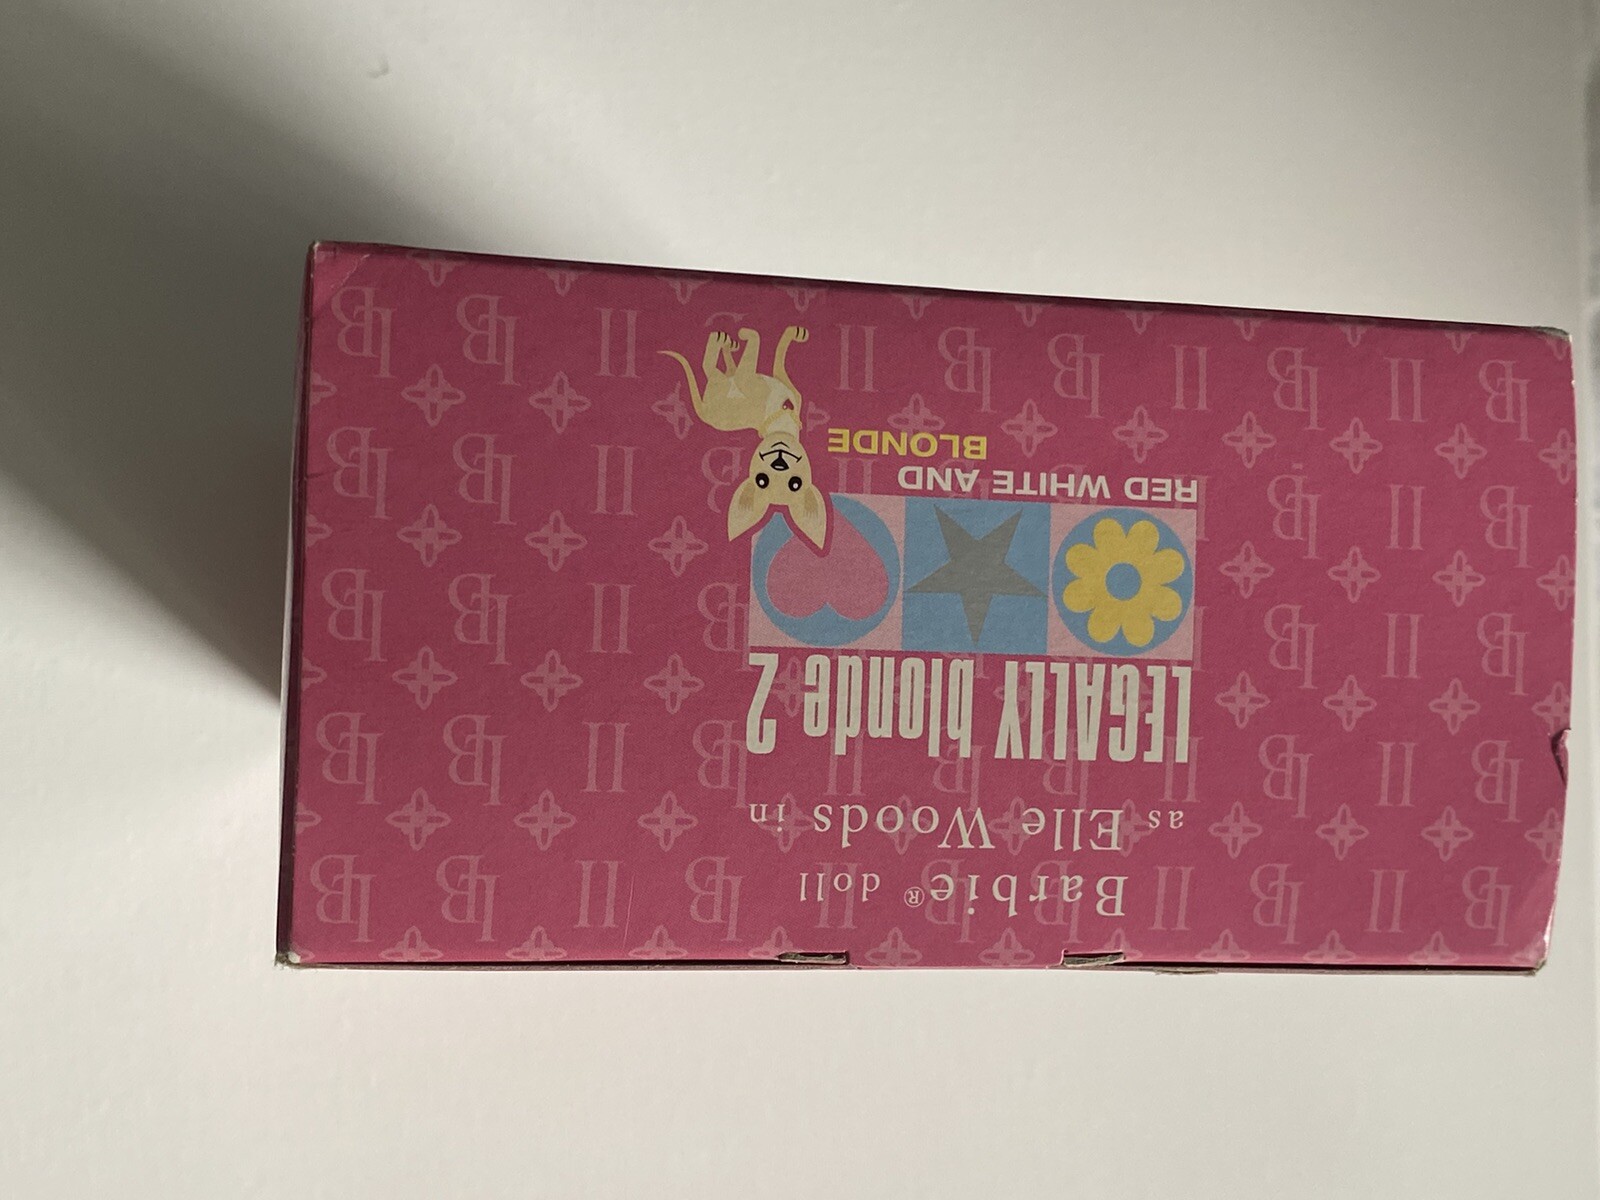 Barbie® doll
as Elle Woods in
LEGALLY blonde 2
RED WHITE AND
BLONDE